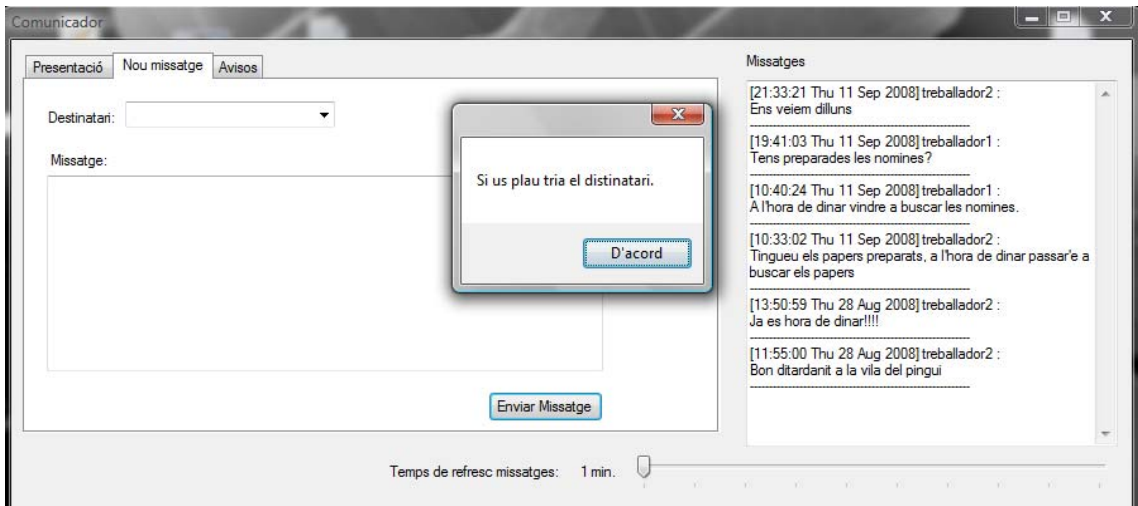 Comunicador
Presentació Nou missatge Avisos
Destinatari:
Missatge:
Si us plau tria el distinatari.
D'acord
Enviar Missatge
Missatges
[21:33:21 Thu 11 Sep 2008] treballador2 :
Ens veiem dilluns
[19:41:03 Thu 11 Sep 2008] treballador1 :
Tens preparades les nomines?
[10:40:24 Thu 11 Sep 2008] treballador1 :
A l'hora de dinar vindre a buscar les nomines.
[10:33:02 Thu 11 Sep 2008] treballador2 :
Tingueu els papers preparats, a l'hora de dinar passar'e a
buscar els papers
[13:50:59 Thu 28 Aug 2008] treballador2 :
Ja es hora de dinar!!!!
[11:55:00 Thu 28 Aug 2008] treballador2 :
Bon ditardanit a la vila del pingui
Temps de refresc missatges: 1 min.